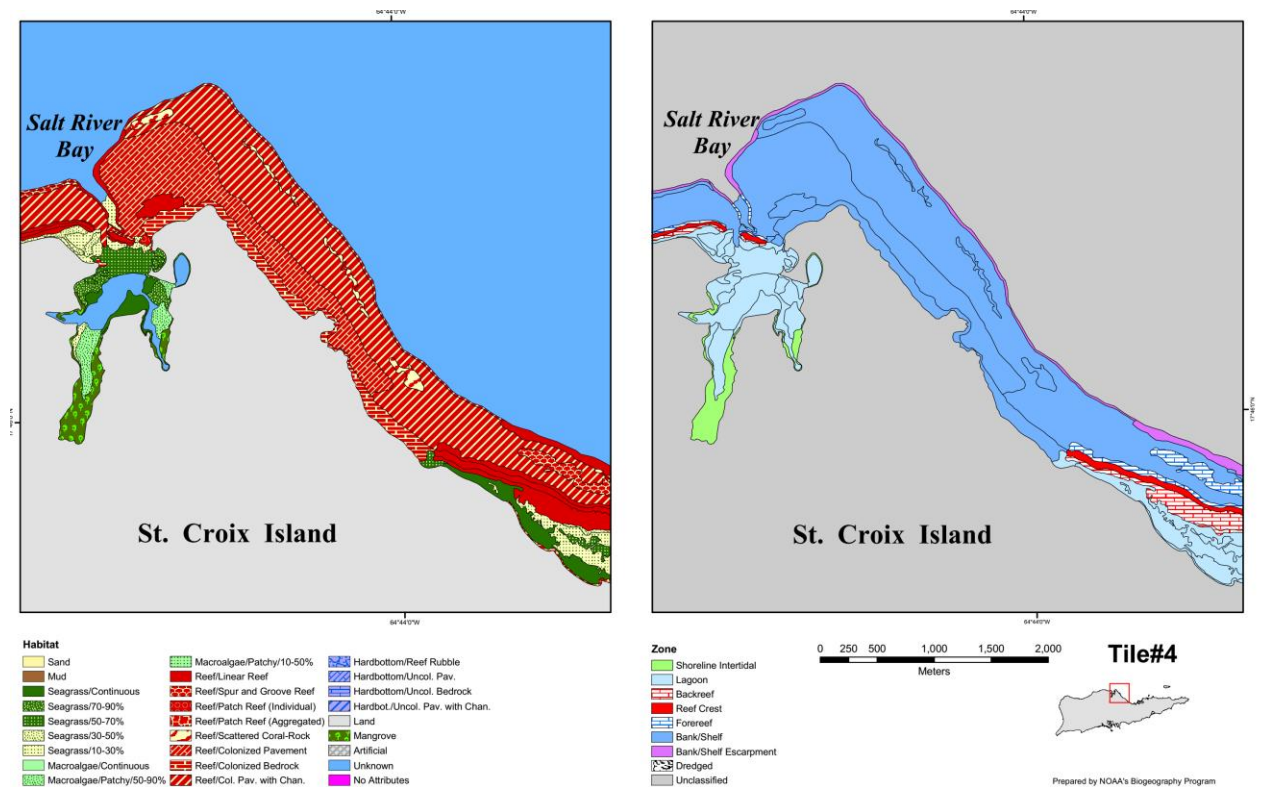 64°44'0"W
64°44'0"W
Salt River
Bay
Salt River
Bay
St. Croix Island
St. Croix Island
64°44'0"W
64°44'0"W
Habitat
Sand
Mud
Seagrass/Continuous
Seagrass/70-90%
Seagrass/50-70%
Seagrass/30-50%
Seagrass/10-30%
Macroalgae/Continuous
Macroalgae/Patchy/50-90%
Macroalgae/Patchy/10-50%
Reef/Linear Reef
Reef/Spur and Groove Reef
Reef/Patch Reef (Individual)
Reef/Patch Reef (Aggregated)
Reef/Scattered Coral-Rock
Reef/Colonized Pavement
Reef/Colonized Bedrock
Reef/Col. Pav. with Chan.
Hardbottom/Reef Rubble
Hardbottom/Uncol. Pav.
Hardbottom/Uncol. Bedrock
Hardbot./Uncol. Pav. with Chan.
Land
Mangrove
Artificial
Unknown
No Attributes
Zone
Shoreline Intertidal
Lagoon
Backreef
Reef Crest
Forereef
Bank/Shelf
Bank/Shelf Escarpment
Dredged
Unclassified
0 250 500 1,000 1,500 2,000
Meters
Tile#4
Prepared by NOAA's Biogeography Program